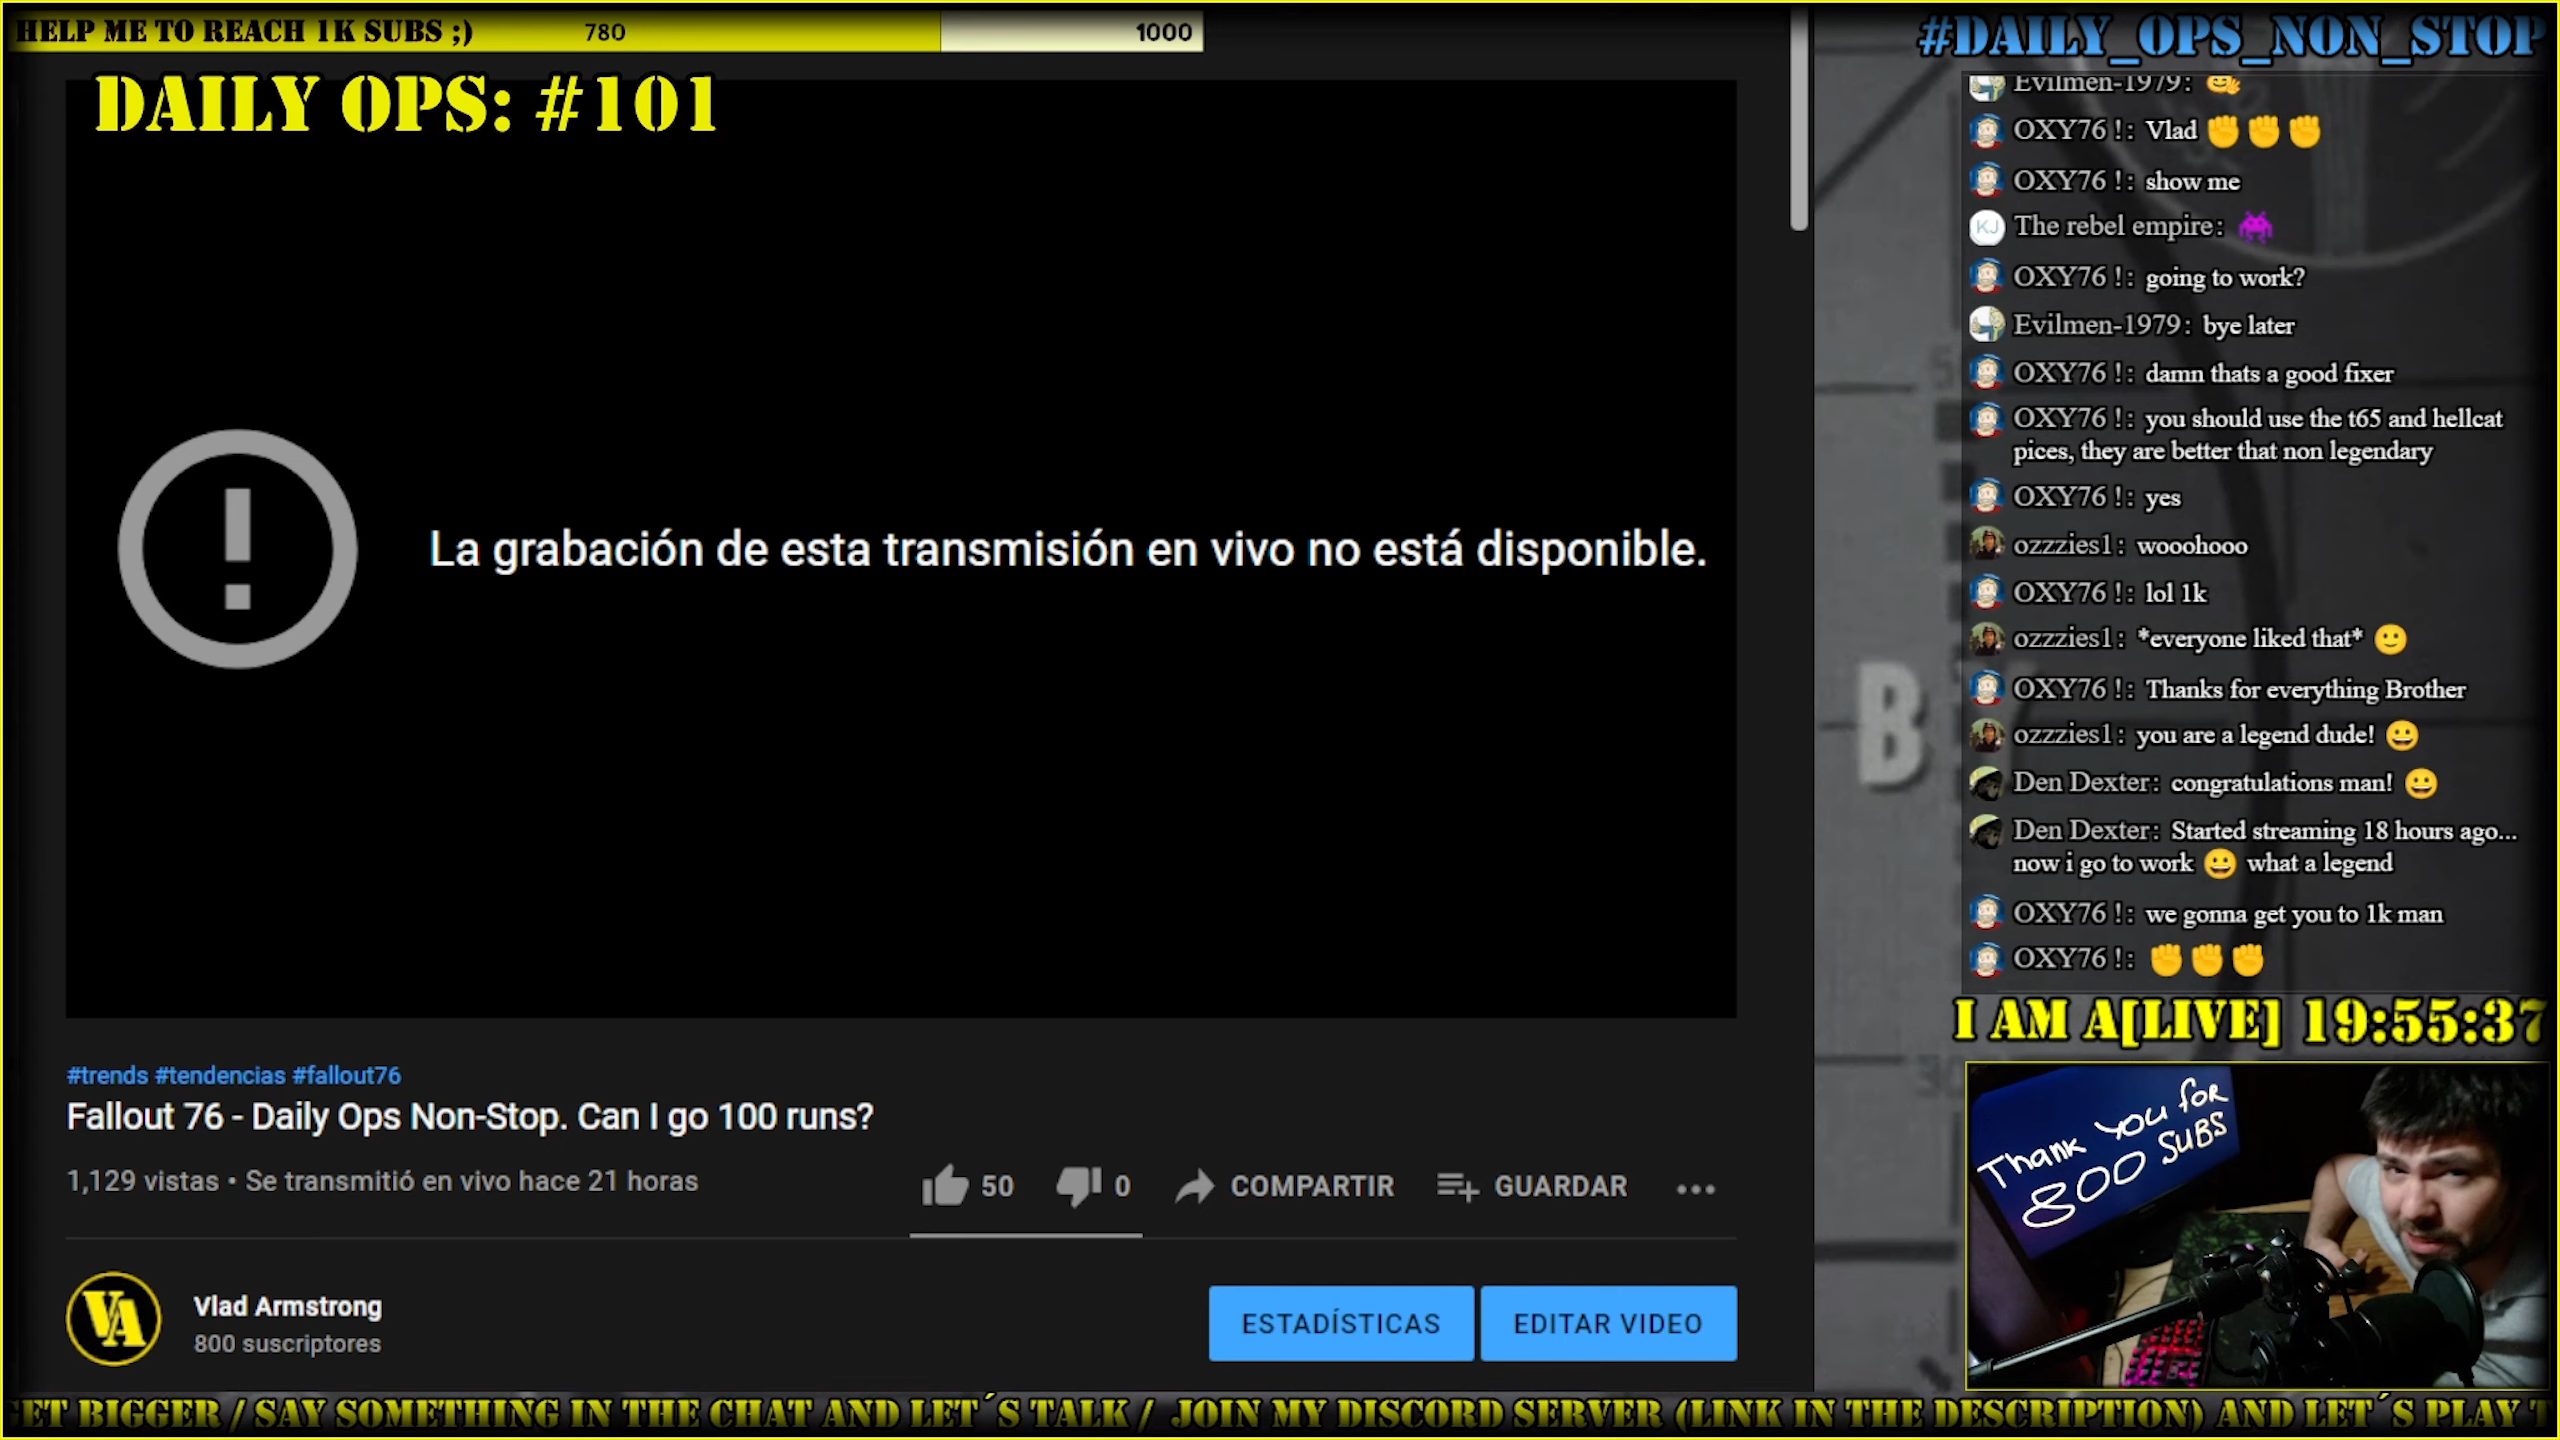 HELP ME TO REACH 1K SUBS ;) 780 1000
#DAILY_OPS_NON_STOP
DAILY OPS: #101
La grabación de esta transmisión en vivo no está disponible.
#trends #tendencias #fallout76
Fallout 76 - Daily Ops Non-Stop. Can I go 100 runs?
1,129 vistas • Se transmitió en vivo hace 21 horas
50 0 COMPARTIR GUARDAR
VA
Vlad Armstrong
800 suscriptores
ESTADÍSTICAS EDITAR VIDEO
Evilmen-1979:
OXY76 !: Vlad ✊✊✊
OXY76 !: show me
KJ The rebel empire: 👾
OXY76 !: going to work?
Evilmen-1979: bye later
OXY76 !: damn thats a good fixer
OXY76 !: you should use the t65 and hellcat
pices, they are better that non legendary
OXY76 !: yes
ozzzies1: wooohooo
OXY76 !: lol 1k
ozzzies1: *everyone liked that* 🙂
OXY76 !: Thanks for everything Brother
ozzzies1: you are a legend dude! 😀
Den Dexter: congratulations man! 😀
Den Dexter: Started streaming 18 hours ago...
now i go to work 😀 what a legend
OXY76 !: we gonna get you to 1k man
OXY76 !: ✊✊✊
B
I AM A[LIVE] 19:55:37
Thank you for
800 SUBS
ET BIGGER / SAY SOMETHING IN THE CHAT AND LET´S TALK / JOIN MY DISCORD SERVER (LINK IN THE DESCRIPTION) AND LET´S PLAY T